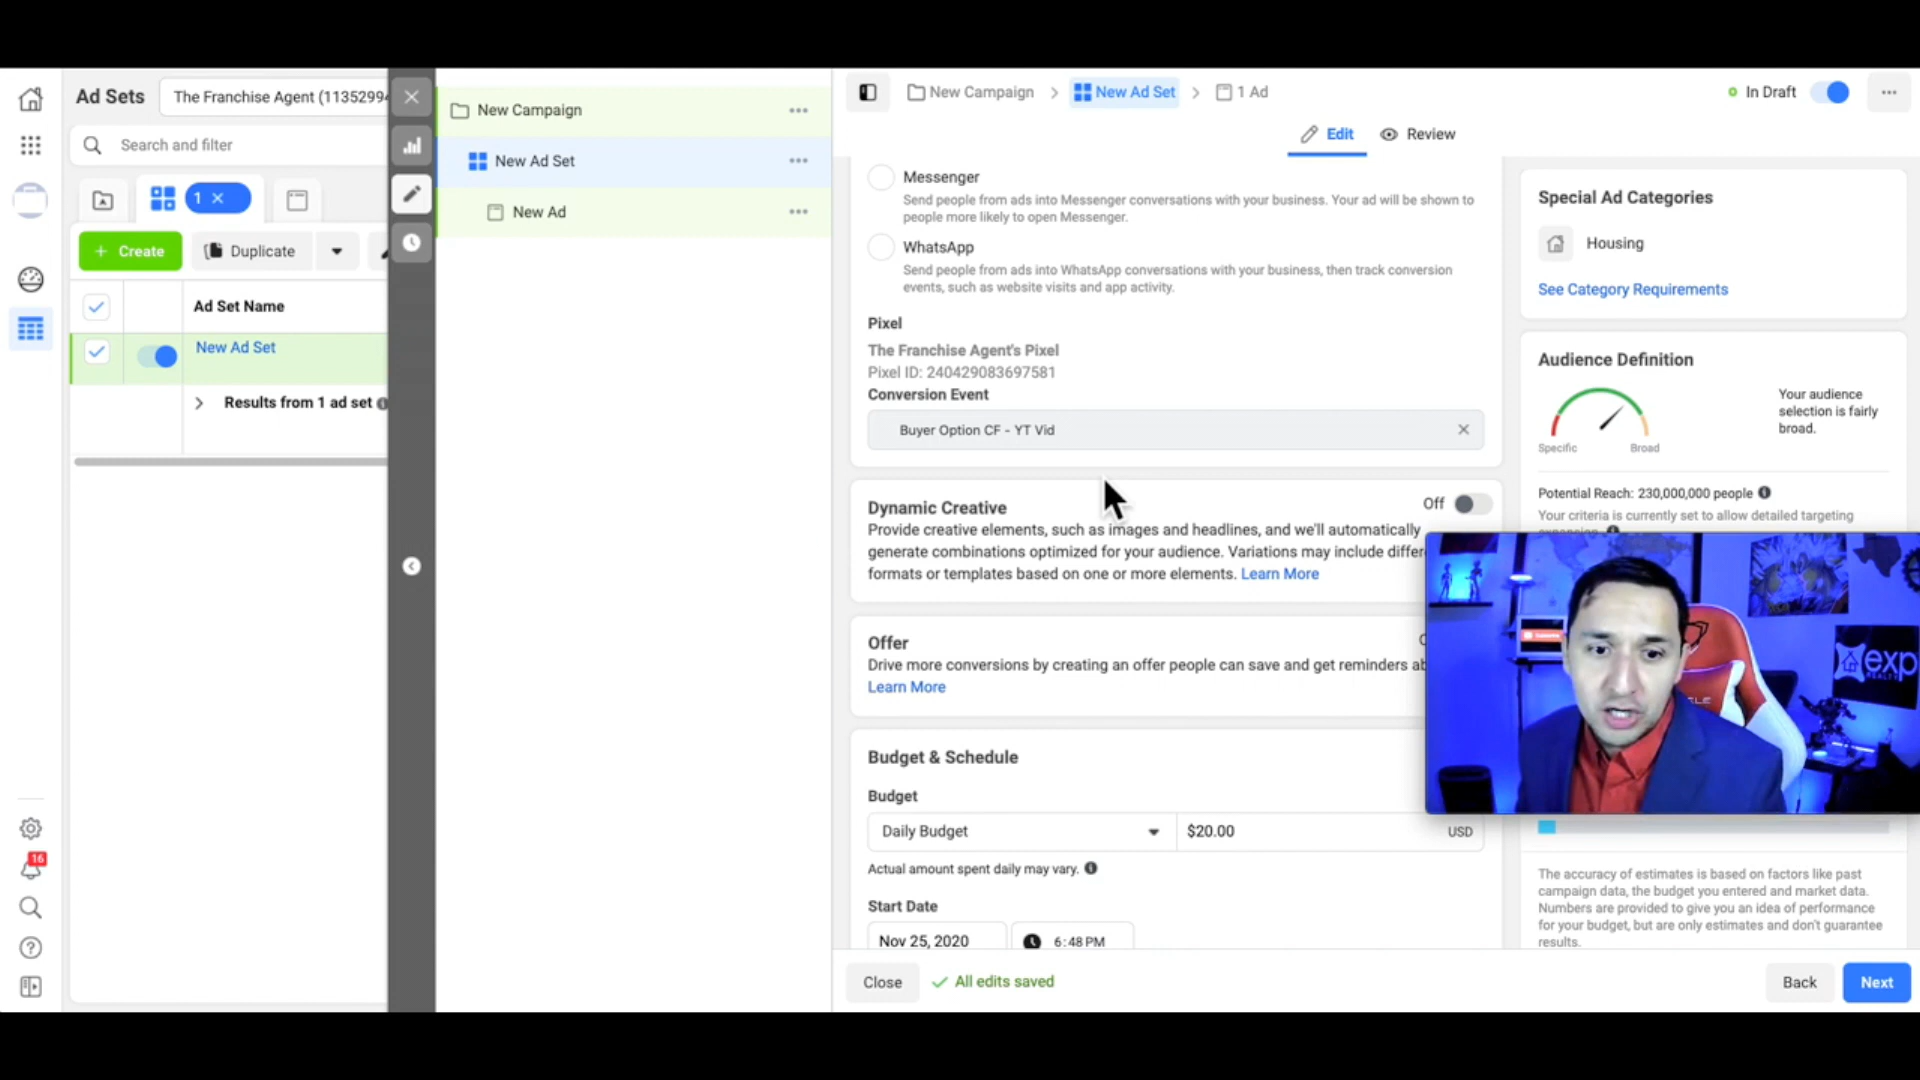 Ad Sets
The Franchise Agent (11352994
Search and filter
1
Create
Duplicate
Ad Set Name
New Ad Set
Results from 1 ad set
16
New Campaign
New Ad Set
New Ad
New Campaign
New Ad Set
1 Ad
In Draft
Edit
Review
Messenger
Send people from ads into Messenger conversations with your business. Your ad will be shown to
people more likely to open Messenger.
WhatsApp
Send people from ads into WhatsApp conversations with your business, then track conversion
events, such as website visits and app activity.
Pixel
The Franchise Agent's Pixel
Pixel ID: 240429083697581
Conversion Event
Buyer Option CF - YT Vid
Dynamic Creative
Off
Provide creative elements, such as images and headlines, and we'll automatically
generate combinations optimized for your audience. Variations may include differe
formats or templates based on one or more elements. Learn More
Offer
Drive more conversions by creating an offer people can save and get reminders ab
Learn More
Budget & Schedule
Budget
Daily Budget
$20.00
USD
Actual amount spent daily may vary.
Start Date
Nov 25, 2020
6:48 PM
Close
All edits saved
Back
Next
Special Ad Categories
Housing
See Category Requirements
Audience Definition
Your audience
selection is fairly
broad.
Specific
Broad
Potential Reach: 230,000,000 people
Your criteria is currently set to allow detailed targeting
exp
REALTY
The accuracy of estimates is based on factors like past
campaign data, the budget you entered and market data.
Numbers are provided to give you an idea of performance
for your budget, but are only estimates and don't guarantee
results.